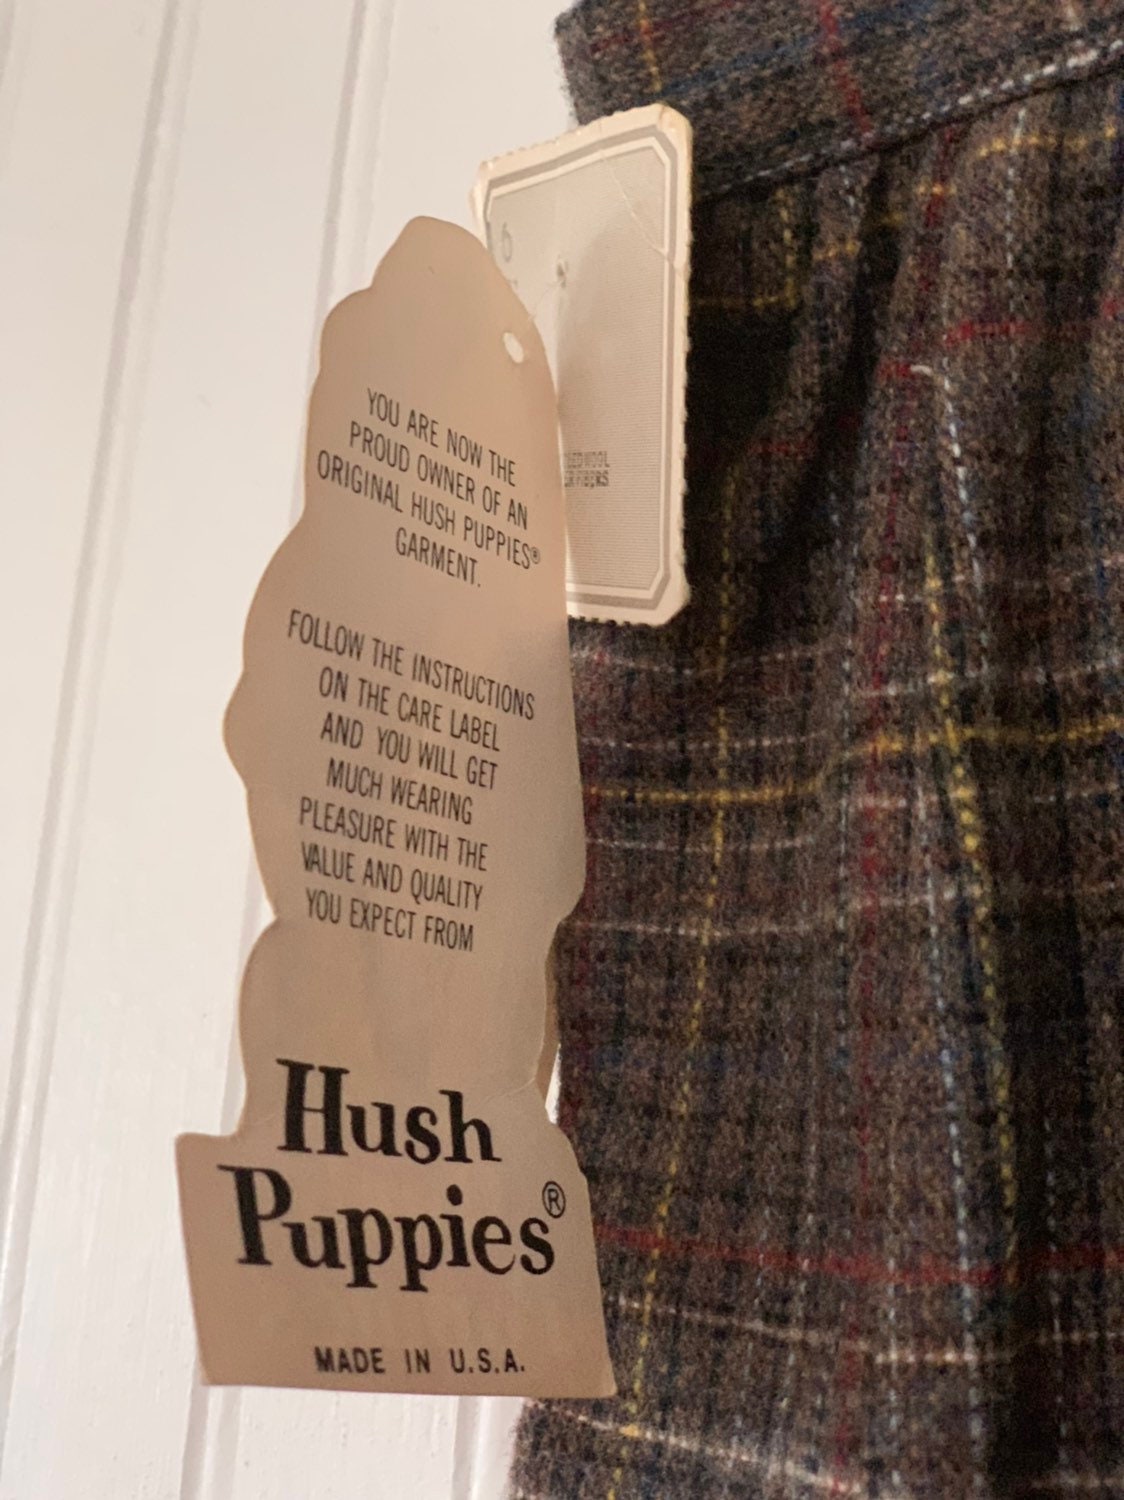 YOU ARE NOW THE
PROUD OWNER OF AN
ORIGINAL HUSH PUPPIES®
GARMENT.
FOLLOW THE INSTRUCTIONS
ON THE CARE LABEL
AND YOU WILL GET
MUCH WEARING
PLEASURE WITH THE
VALUE AND QUALITY
YOU EXPECT FROM
Hush
Puppies®
MADE IN U.S.A.
6
WOOL